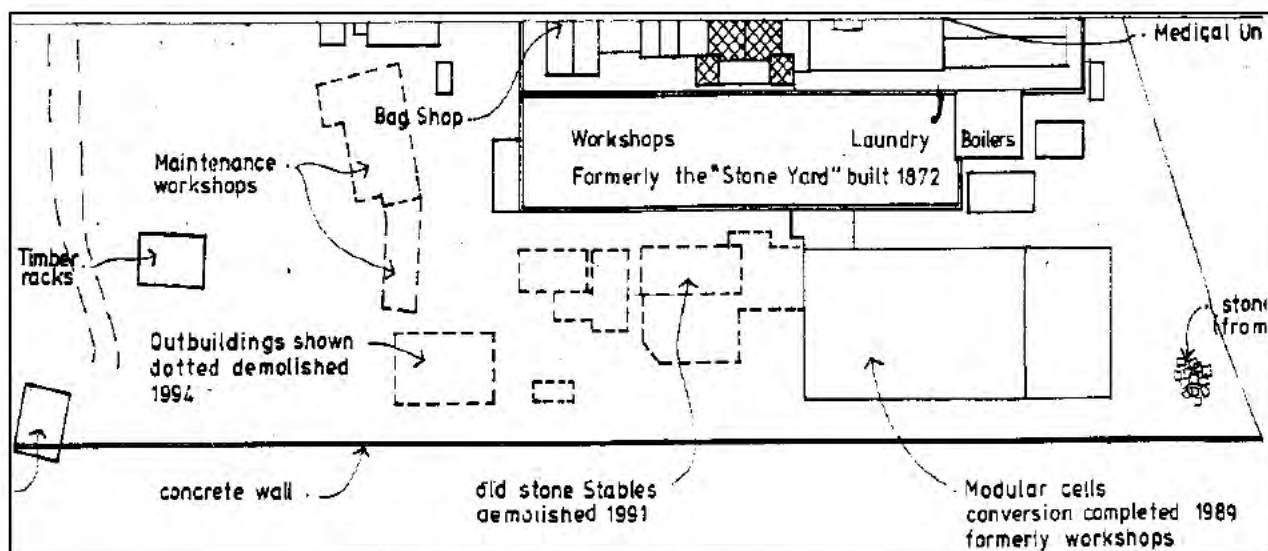 Medical Un
Bag Shop
Workshops
Laundry
Boilers
Formerly the "Stone Yard" built 1872
Maintenance
workshops
Timber
racks
stone
(from
Outbuildings shown
dotted demolished
1994
concrete wall
old stone Stables
demolished 1991
Modular cells
conversion completed 1989
formerly workshops